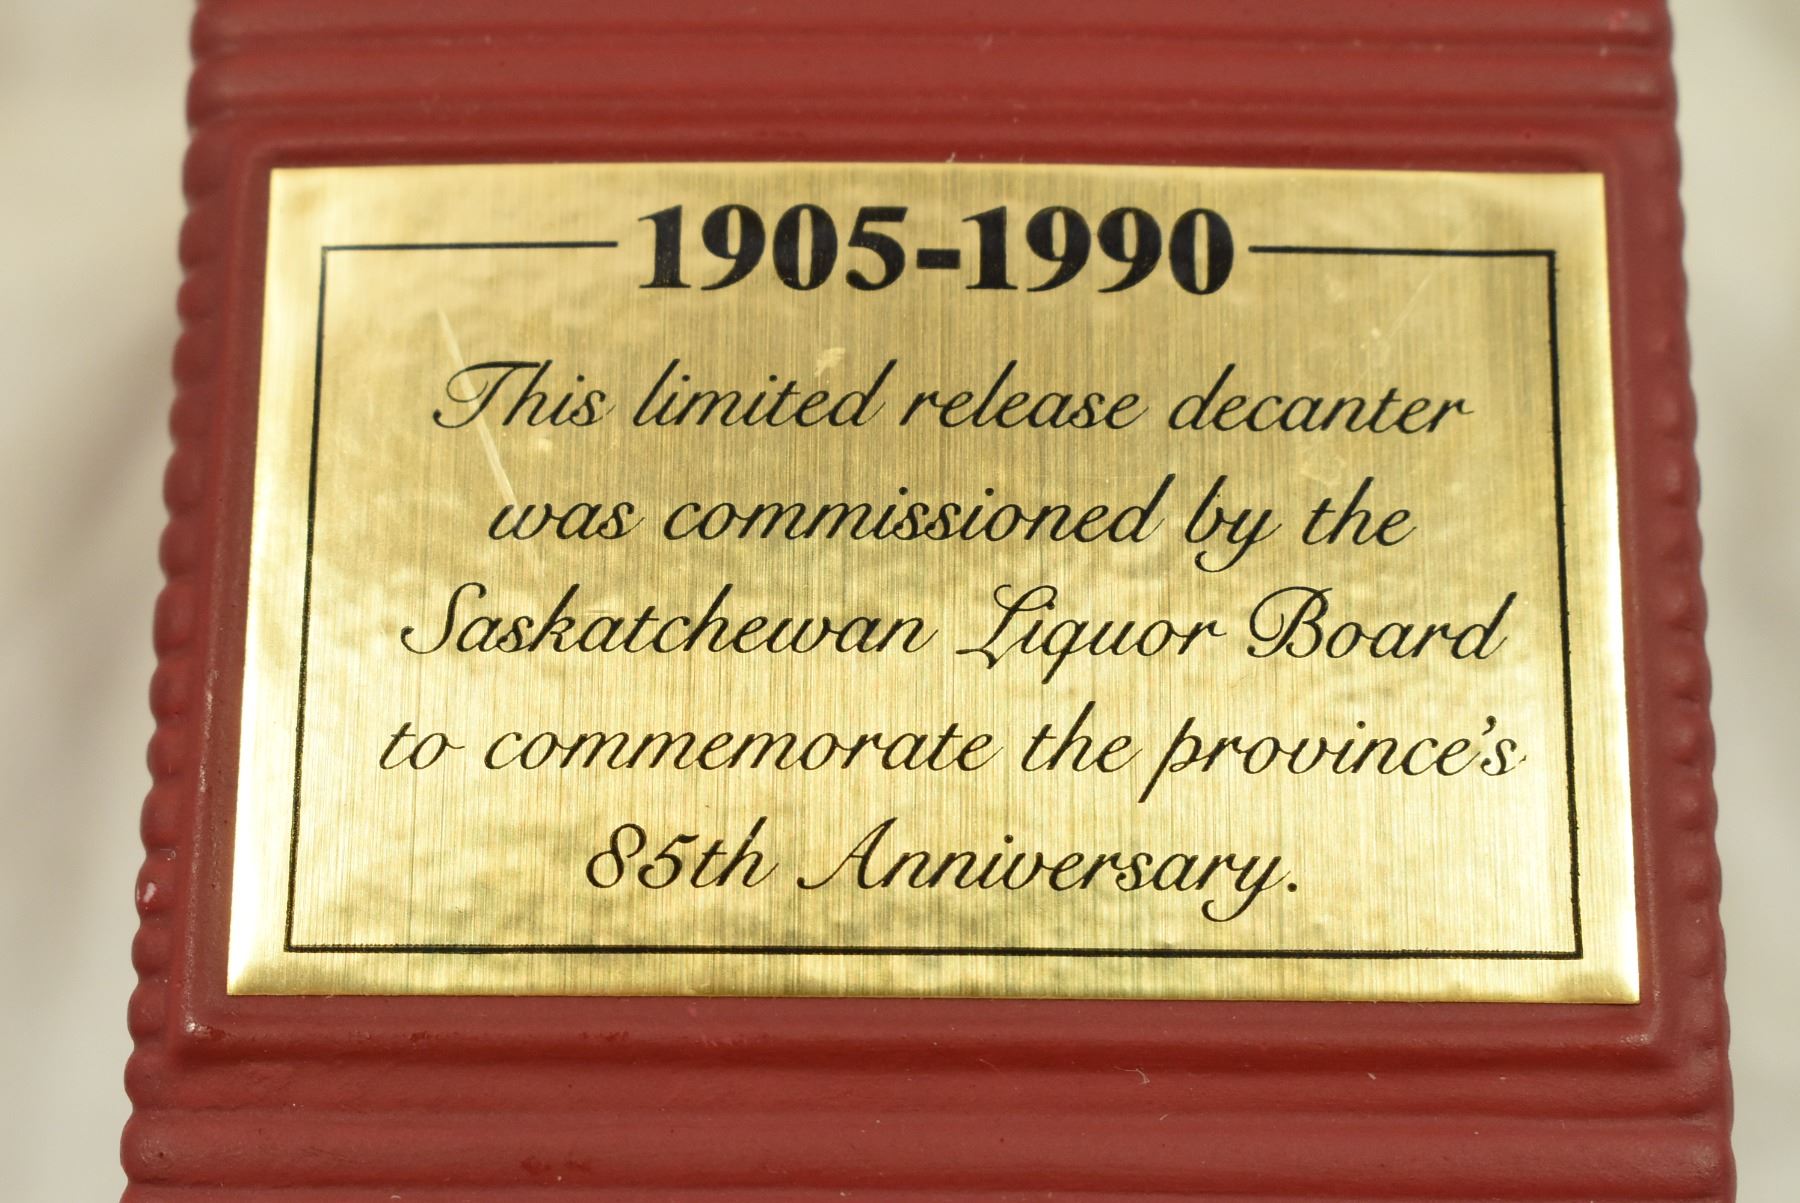 1905-1990
This limited release decanter
was commissioned by the
Saskatchewan Liquor Board
to commemorate the province's
85th Anniversary.